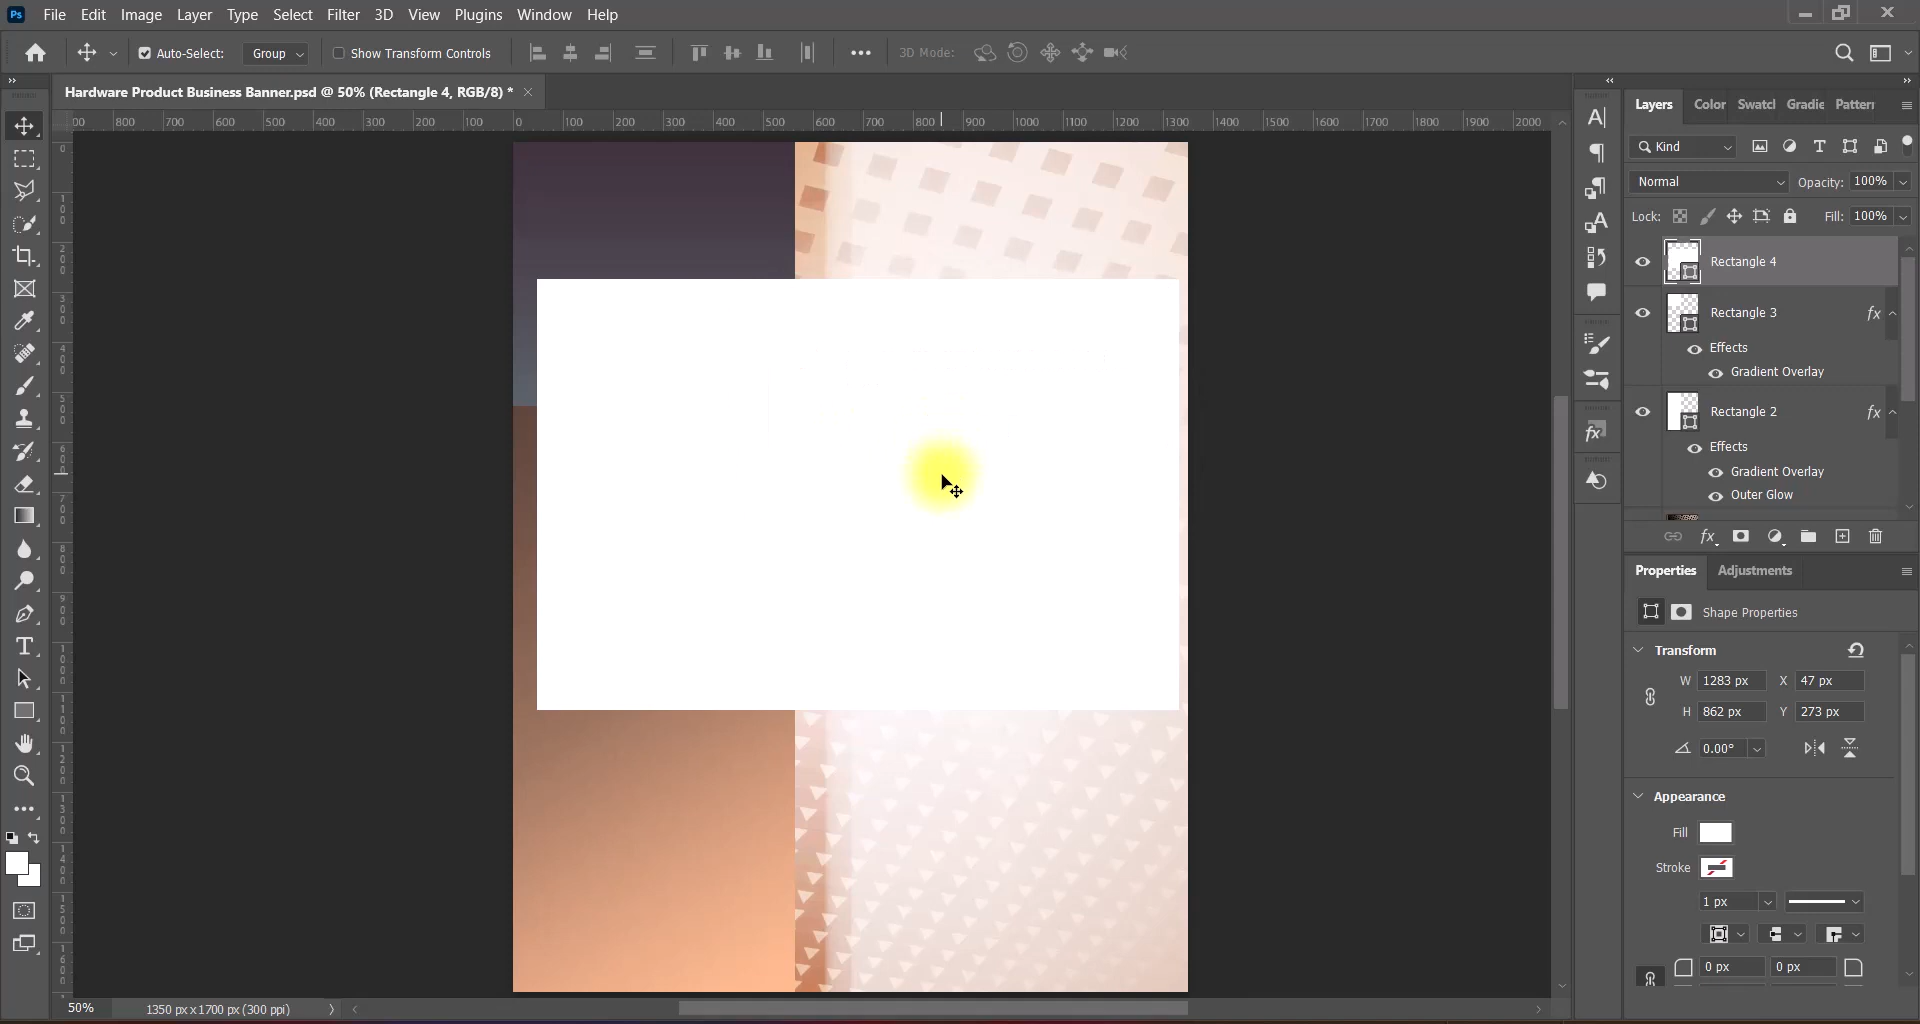 Ps File Edit Image Layer Type Select Filter 3D View Plugins Window Help
Auto-Select: Group Show Transform Controls 3D Mode:
Hardware Product Business Banner.psd @ 50% (Rectangle 4, RGB/8) *
00 800 700 600 500 400 300 200 100 0 100 200 300 400 500 600 700 800 900 1000 1100 1200 1300 1400 1500 1600 1700 1800 1900 2000
Layers Color Swatcl Gradie Patterr
Kind
Normal Opacity: 100%
Lock: Fill: 100%
Rectangle 4
Rectangle 3 fx
Effects
Gradient Overlay
Rectangle 2 fx
Effects
Gradient Overlay
Outer Glow
fx
Properties Adjustments
Shape Properties
Transform
W 1283 px X 47 px
H 862 px Y 273 px
0.00°
Appearance
Fill
Stroke
1 px
0 px 0 px
50% 1350 px x 1700 px (300 ppi)